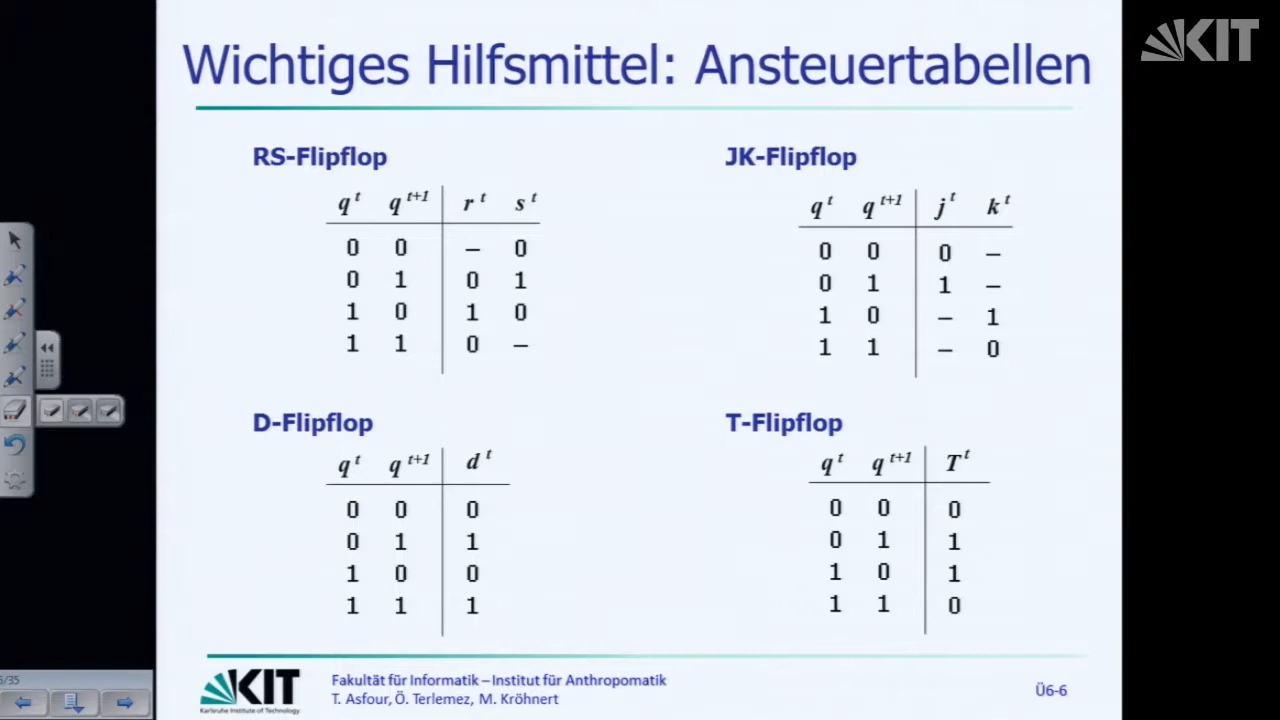 KIT
Wichtiges Hilfsmittel: Ansteuertabellen
RS-Flipflop
q t q t+1 r t s t
0 0 – 0
0 1 0 1
1 0 1 0
1 1 0 –
JK-Flipflop
q t q t+1 j t k t
0 0 0 –
0 1 1 –
1 0 – 1
1 1 – 0
D-Flipflop
q t q t+1 d t
0 0 0
0 1 1
1 0 0
1 1 1
T-Flipflop
q t q t+1 T t
0 0 0
0 1 1
1 0 1
1 1 0
KIT
Karlsruhe Institute of Technology
Fakultät für Informatik – Institut für Anthropomatik
T. Asfour, Ö. Terlemez, M. Kröhnert
Ü6-6
/35